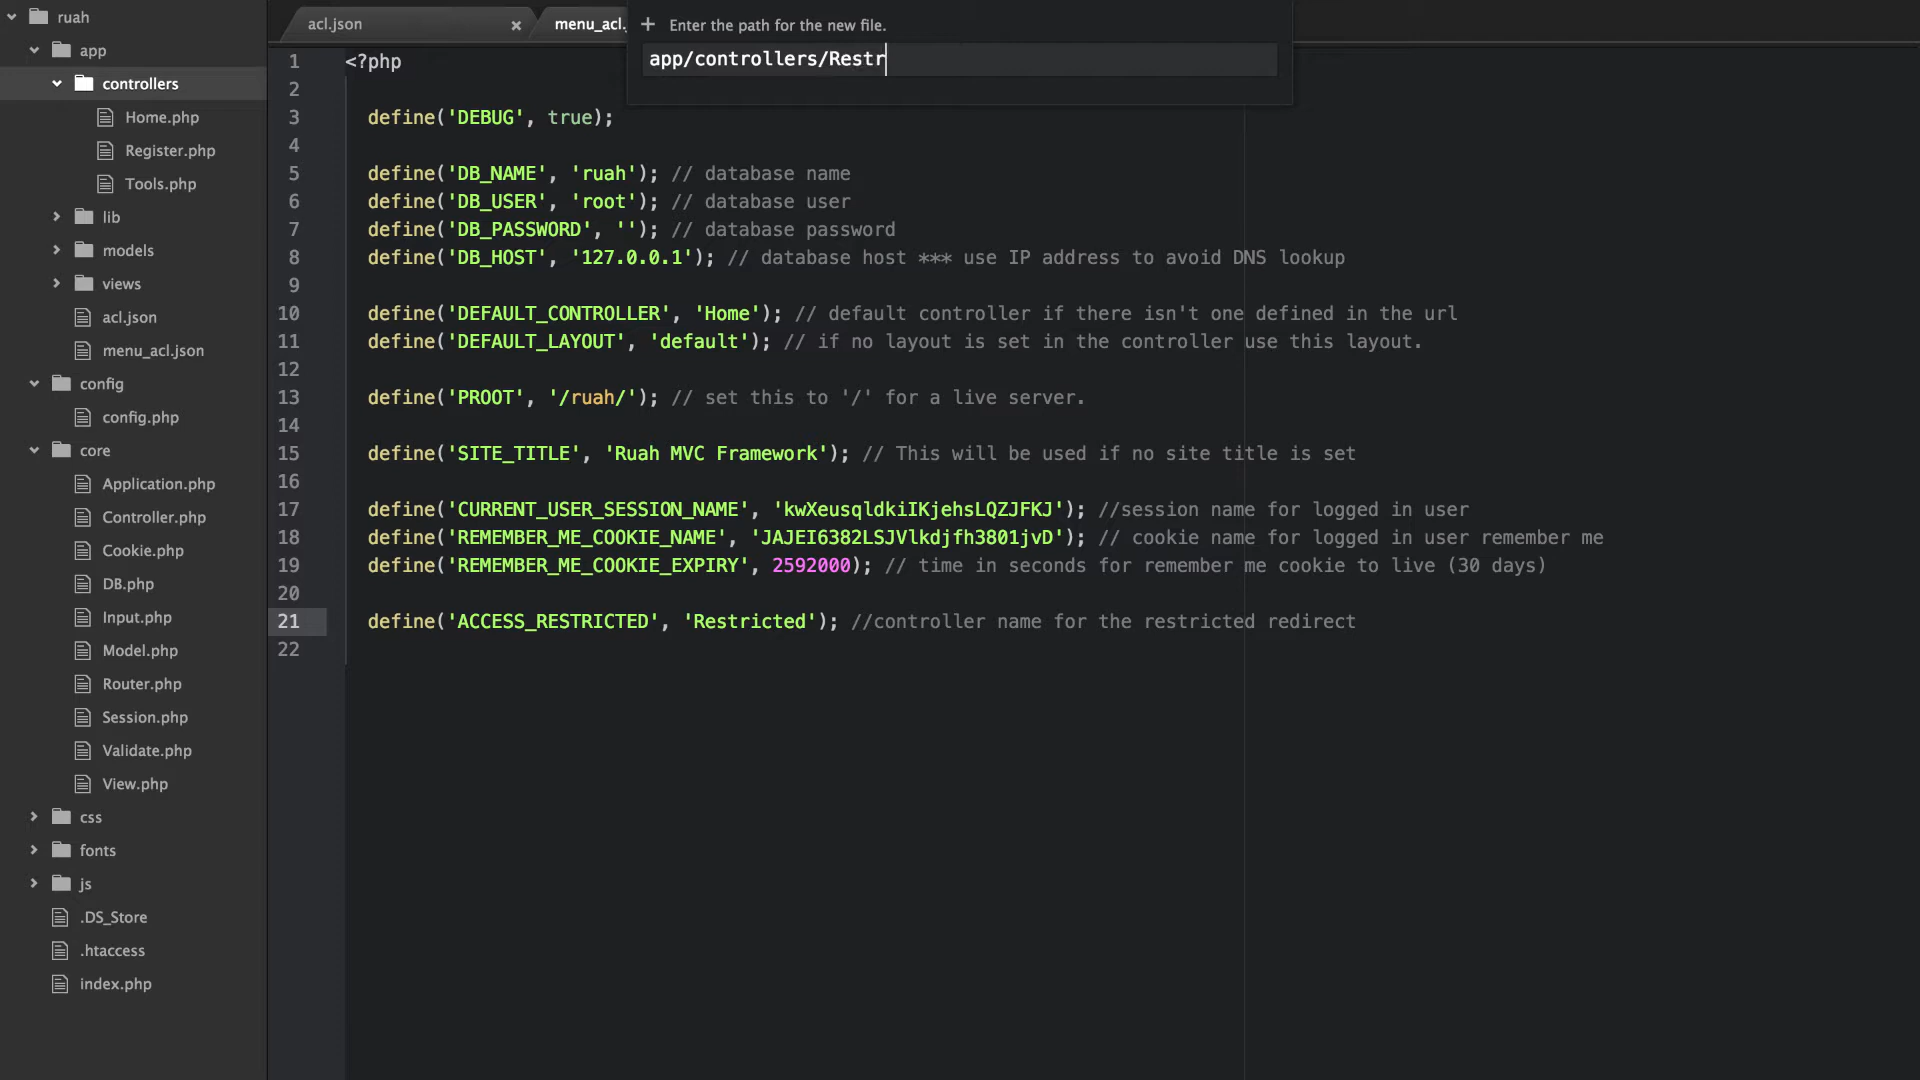 ruah
app
controllers
Home.php
Register.php
Tools.php
lib
models
views
acl.json
menu_acl.json
config
config.php
core
Application.php
Controller.php
Cookie.php
DB.php
Input.php
Model.php
Router.php
Session.php
Validate.php
View.php
css
fonts
js
.DS_Store
.htaccess
index.php
acl.json
menu_acl.
Enter the path for the new file.
app/controllers/Restr
1 <?php
2
3 define('DEBUG', true);
4
5 define('DB_NAME', 'ruah'); // database name
6 define('DB_USER', 'root'); // database user
7 define('DB_PASSWORD', ''); // database password
8 define('DB_HOST', '127.0.0.1'); // database host *** use IP address to avoid DNS lookup
9
10 define('DEFAULT_CONTROLLER', 'Home'); // default controller if there isn't one defined in the url
11 define('DEFAULT_LAYOUT', 'default'); // if no layout is set in the controller use this layout.
12
13 define('PROOT', '/ruah/'); // set this to '/' for a live server.
14
15 define('SITE_TITLE', 'Ruah MVC Framework'); // This will be used if no site title is set
16
17 define('CURRENT_USER_SESSION_NAME', 'kwXeusqldkiIKjehsLQZJFKJ'); //session name for logged in user
18 define('REMEMBER_ME_COOKIE_NAME', 'JAJEI6382LSJVlkdjfh3801jvD'); // cookie name for logged in user remember me
19 define('REMEMBER_ME_COOKIE_EXPIRY', 2592000); // time in seconds for remember me cookie to live (30 days)
20
21 define('ACCESS_RESTRICTED', 'Restricted'); //controller name for the restricted redirect
22